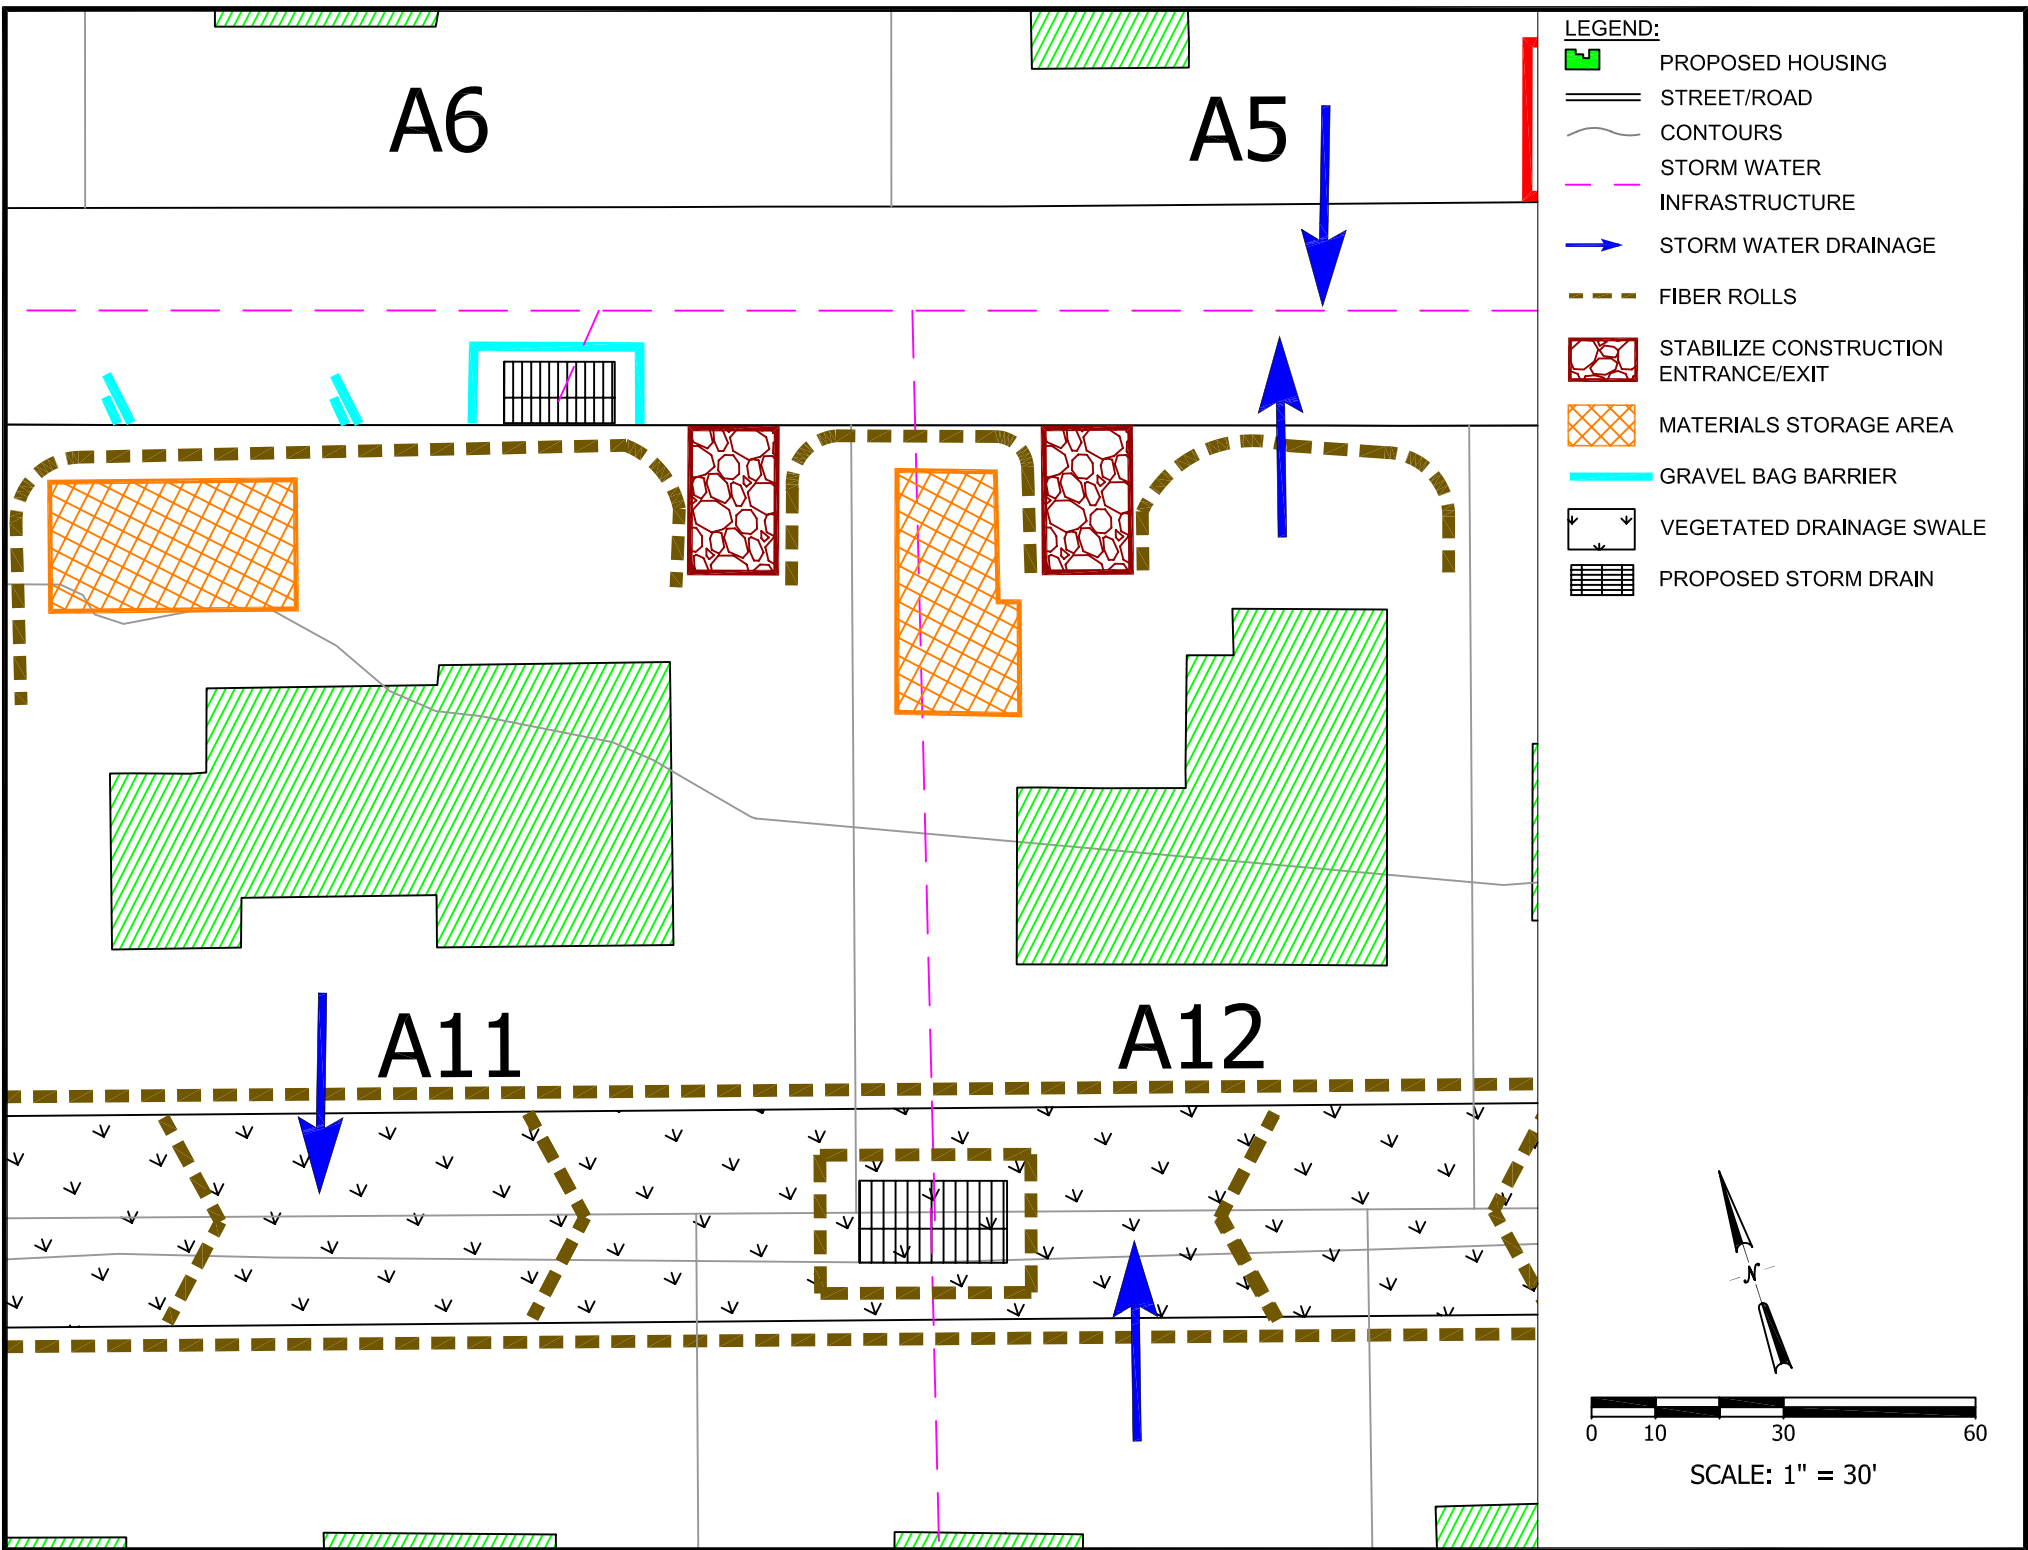 A6
A5
A11
A12
LEGEND:
PROPOSED HOUSING
STREET/ROAD
CONTOURS
STORM WATER
INFRASTRUCTURE
STORM WATER DRAINAGE
FIBER ROLLS
STABILIZE CONSTRUCTION
ENTRANCE/EXIT
MATERIALS STORAGE AREA
GRAVEL BAG BARRIER
VEGETATED DRAINAGE SWALE
PROPOSED STORM DRAIN
N
0 10 30 60
SCALE: 1" = 30'